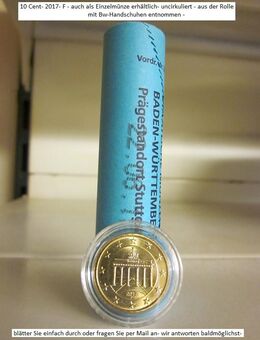 10 Cent- 2017- F - auch als Einzelmünze erhältlich- uncirkuliert - aus der Rolle
mit Bw-Handschuhen entnommen -
BADEN-WÜRTTEMBE
Prägestandort Stutt
blätter Sie einfach durch oder fragen Sie per Mail an- wir antworten baldmöglichst-